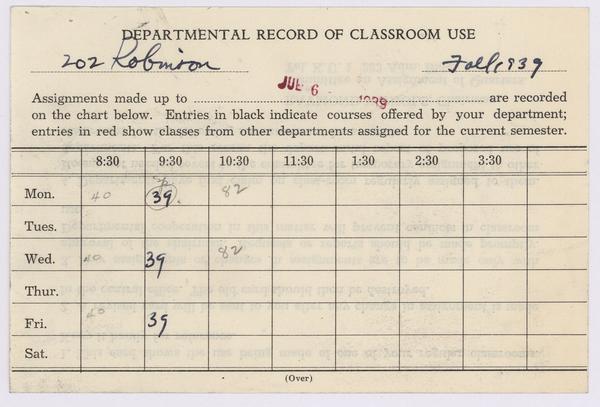 DEPARTMENTAL RECORD OF CLASSROOM USE
202 Robinson Fall 1939
JUL 6 1939
Assignments made up to are recorded
on the chart below. Entries in black indicate courses offered by your department;
entries in red show classes from other departments assigned for the current semester.
8:30 9:30 10:30 11:30 1:30 2:30 3:30
Mon. 40 39. 82
Tues.
Wed. 40 39 82
Thur.
Fri. 40 39
Sat.
(Over)